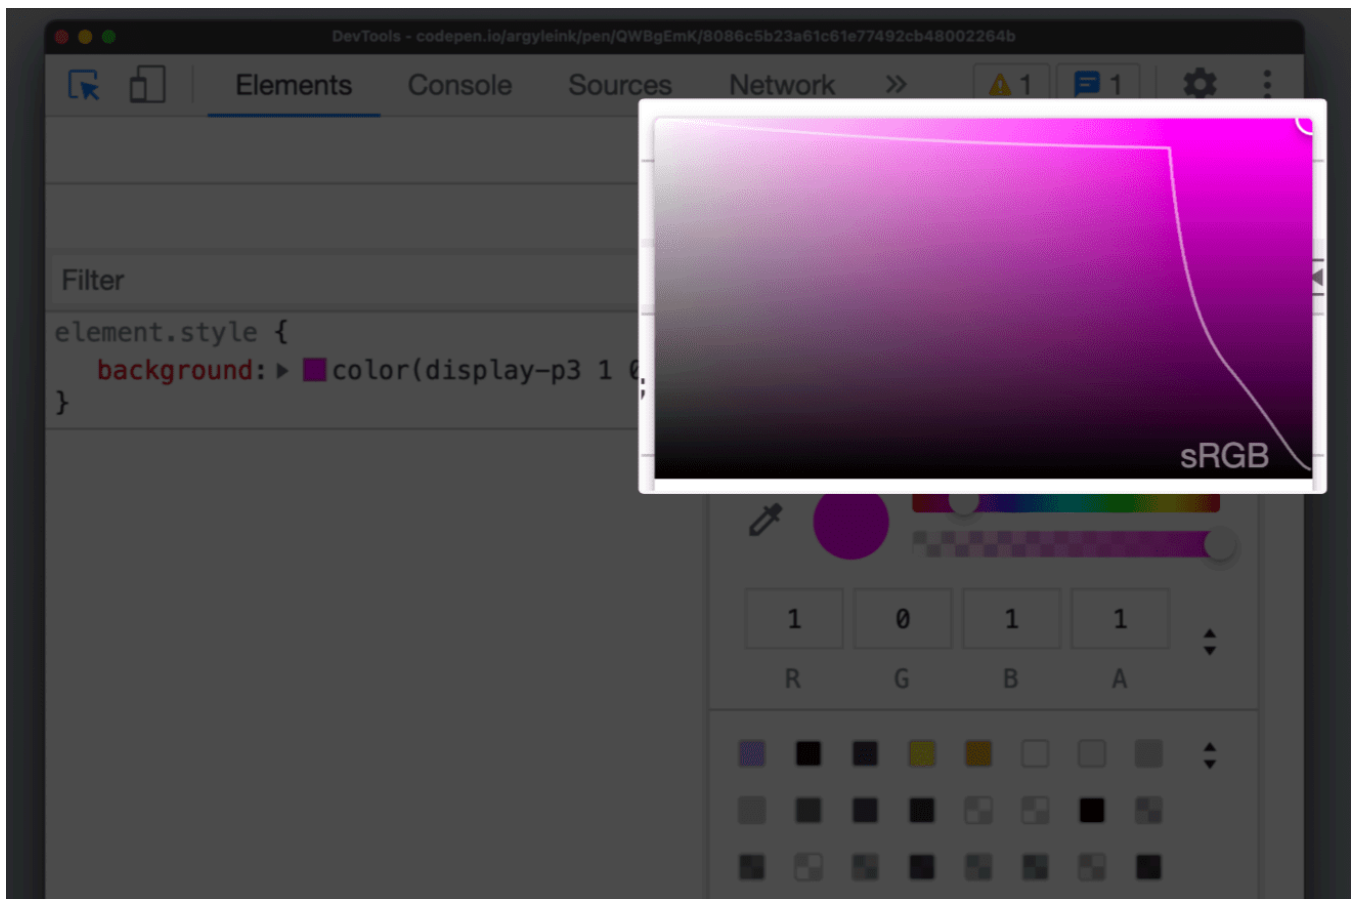 DevTools - codepen.io/argyleink/pen/QWBgEmK/8086c5b23a61c61e77492cb48002264b
Elements Console Sources Network » 1 1
Filter
element.style {
background: color(display-p3 1 0
;
}
sRGB
1 0 1 1
R G B A